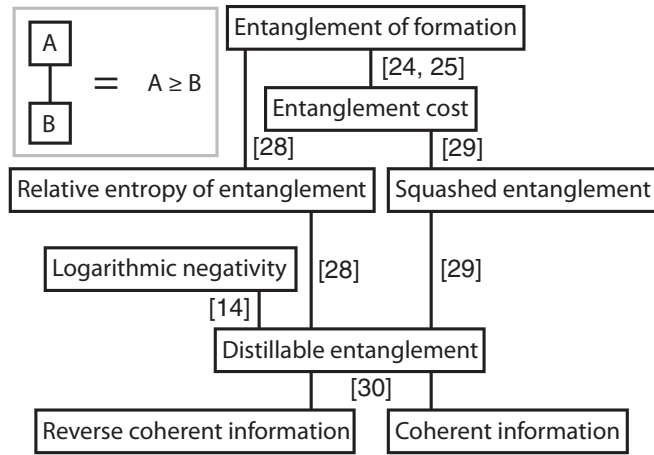 Entanglement of formation
A
= A ≥ B
B
[24, 25]
Entanglement cost
[28]
[29]
Relative entropy of entanglement
Squashed entanglement
Logarithmic negativity
[28]
[29]
[14]
Distillable entanglement
[30]
Reverse coherent information
Coherent information